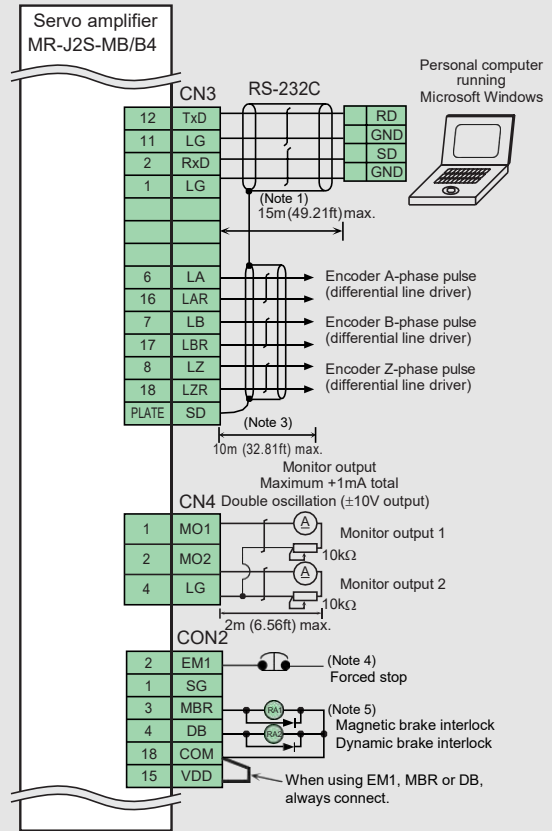 Servo amplifier
MR-J2S-MB/B4
Personal computer
running
Microsoft Windows
CN3 RS-232C
12 TxD RD
11 LG GND
2 RxD SD
1 LG GND
(Note 1)
15m(49.21ft)max.
6 LA Encoder A-phase pulse
16 LAR (differential line driver)
7 LB Encoder B-phase pulse
17 LBR (differential line driver)
8 LZ Encoder Z-phase pulse
18 LZR (differential line driver)
PLATE SD
(Note 3)
10m (32.81ft) max.
Monitor output
Maximum +1mA total
CN4 Double oscillation (±10V output)
1 MO1 A Monitor output 1
10kΩ
2 MO2 A
4 LG Monitor output 2
10kΩ
2m (6.56ft) max.
CON2
2 EM1 (Note 4)
Forced stop
1 SG
3 MBR RA1 (Note 5)
Magnetic brake interlock
4 DB RA2 Dynamic brake interlock
18 COM
15 VDD When using EM1, MBR or DB,
always connect.